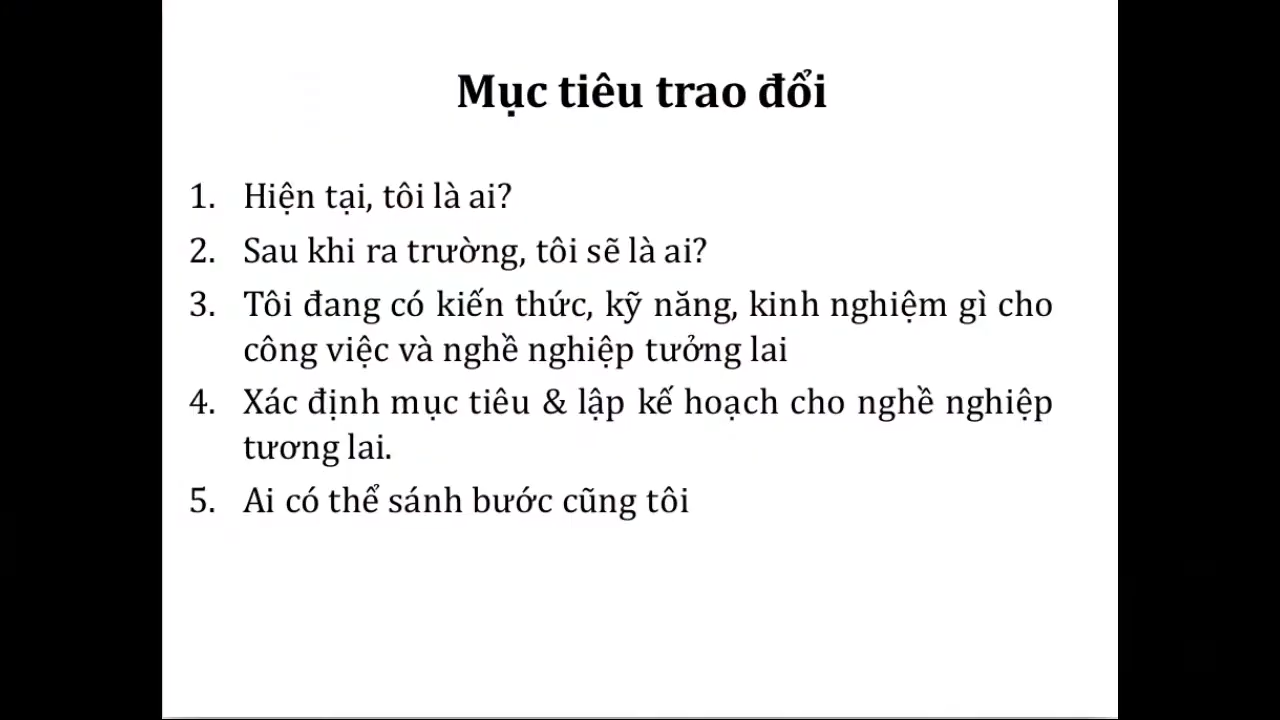 Mục tiêu trao đổi
1. Hiện tại, tôi là ai?
2. Sau khi ra trường, tôi sẽ là ai?
3. Tôi đang có kiến thức, kỹ năng, kinh nghiệm gì cho
công việc và nghề nghiệp tưởng lai
4. Xác định mục tiêu & lập kế hoạch cho nghề nghiệp
tương lai.
5. Ai có thể sánh bước cũng tôi